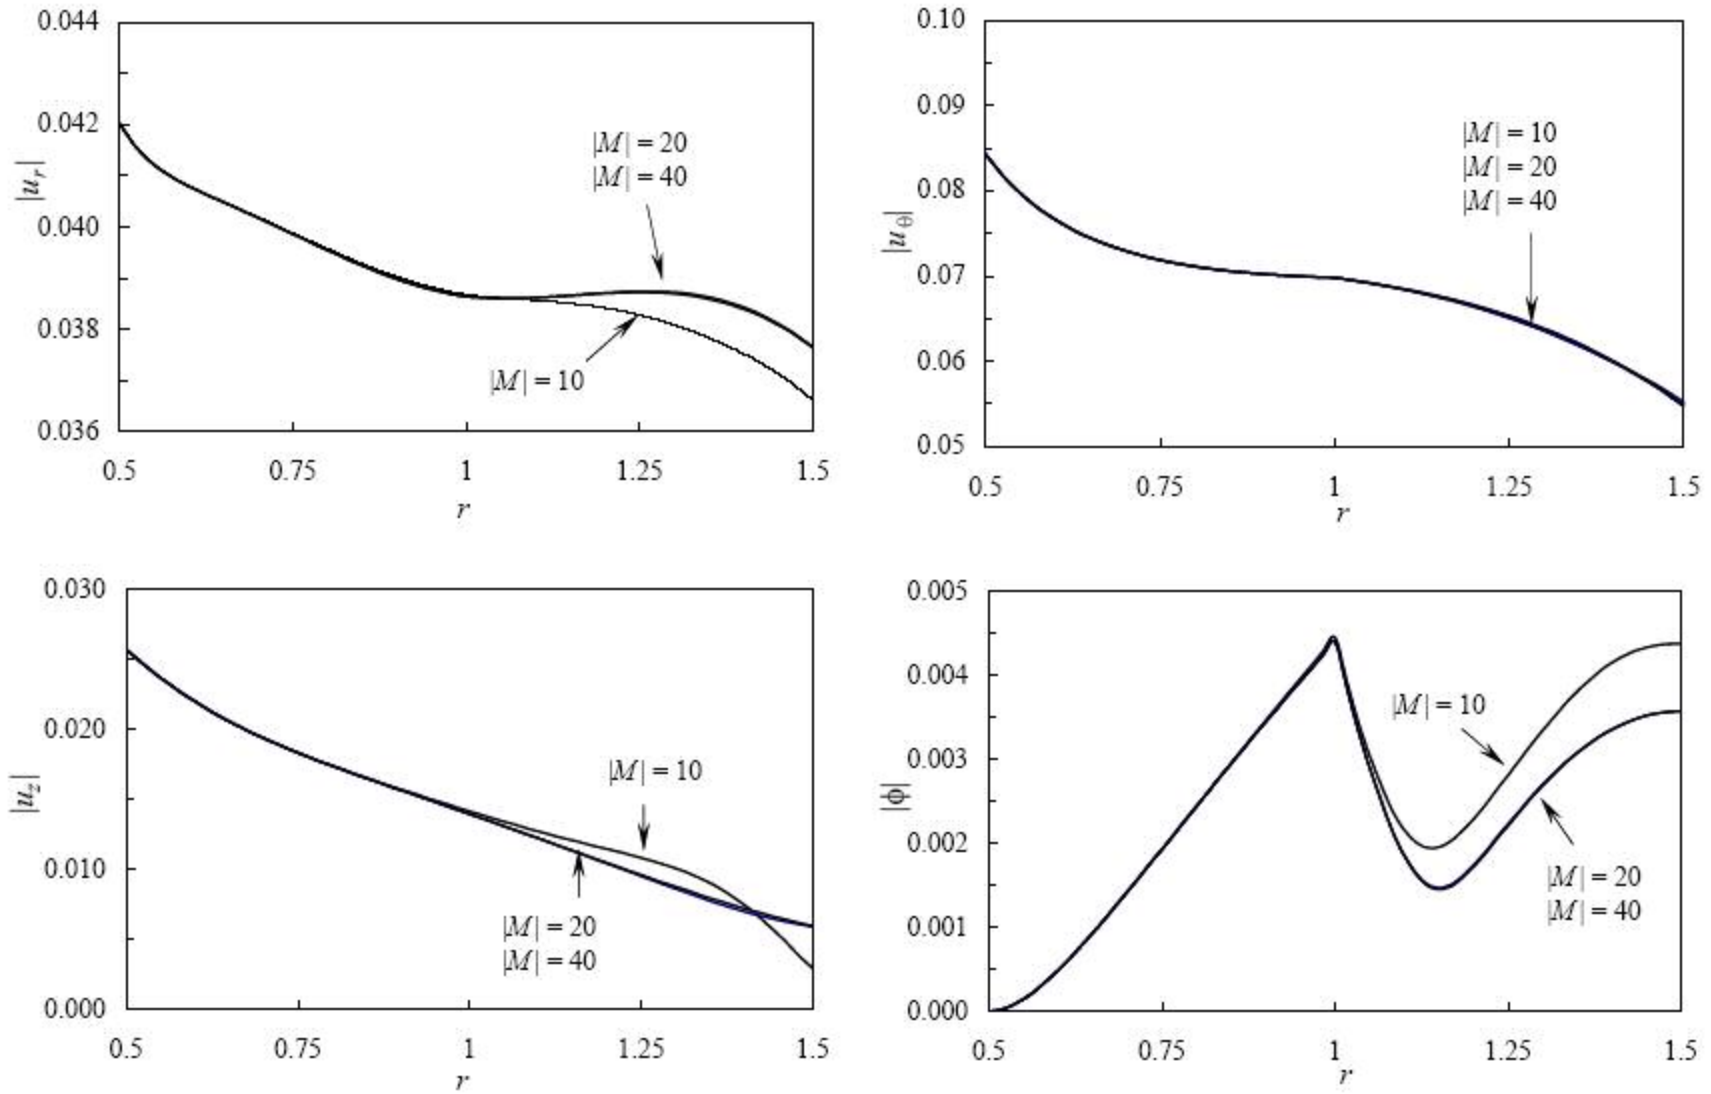 0.044
0.042
0.040
0.038
0.036
|u_r|
|M| = 20
|M| = 40
|M| = 10
0.5 0.75 1 1.25 1.5
r
0.10
0.09
0.08
0.07
0.06
0.05
|u_θ|
|M| = 10
|M| = 20
|M| = 40
0.5 0.75 1 1.25 1.5
r
0.030
0.020
0.010
0.000
|u_z|
|M| = 10
|M| = 20
|M| = 40
0.5 0.75 1 1.25 1.5
r
0.005
0.004
0.003
0.002
0.001
0.000
|ϕ|
|M| = 10
|M| = 20
|M| = 40
0.5 0.75 1 1.25 1.5
r